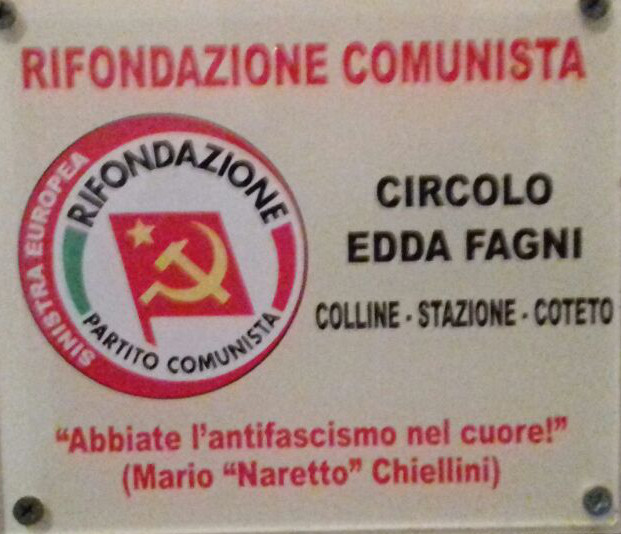 RIFONDAZIONE COMUNISTA
SINISTRA EUROPEA
RIFONDAZIONE
PARTITO COMUNISTA
CIRCOLO
EDDA FAGNI
COLLINE - STAZIONE - COTETO
“Abbiate l’antifascismo nel cuore!”
(Mario “Naretto” Chiellini)